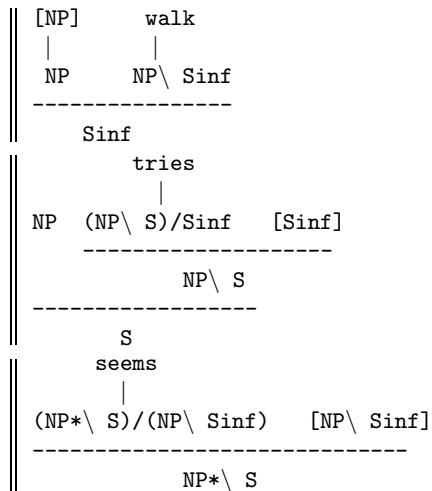 [NP] walk
| |
NP NP\ Sinf
-----------------
Sinf
tries
|
NP (NP\ S)/Sinf [Sinf]
---------------------
NP\ S
-------------------
S
seems
|
(NP*\ S)/(NP\ Sinf) [NP\ Sinf]
--------------------------------
NP*\ S